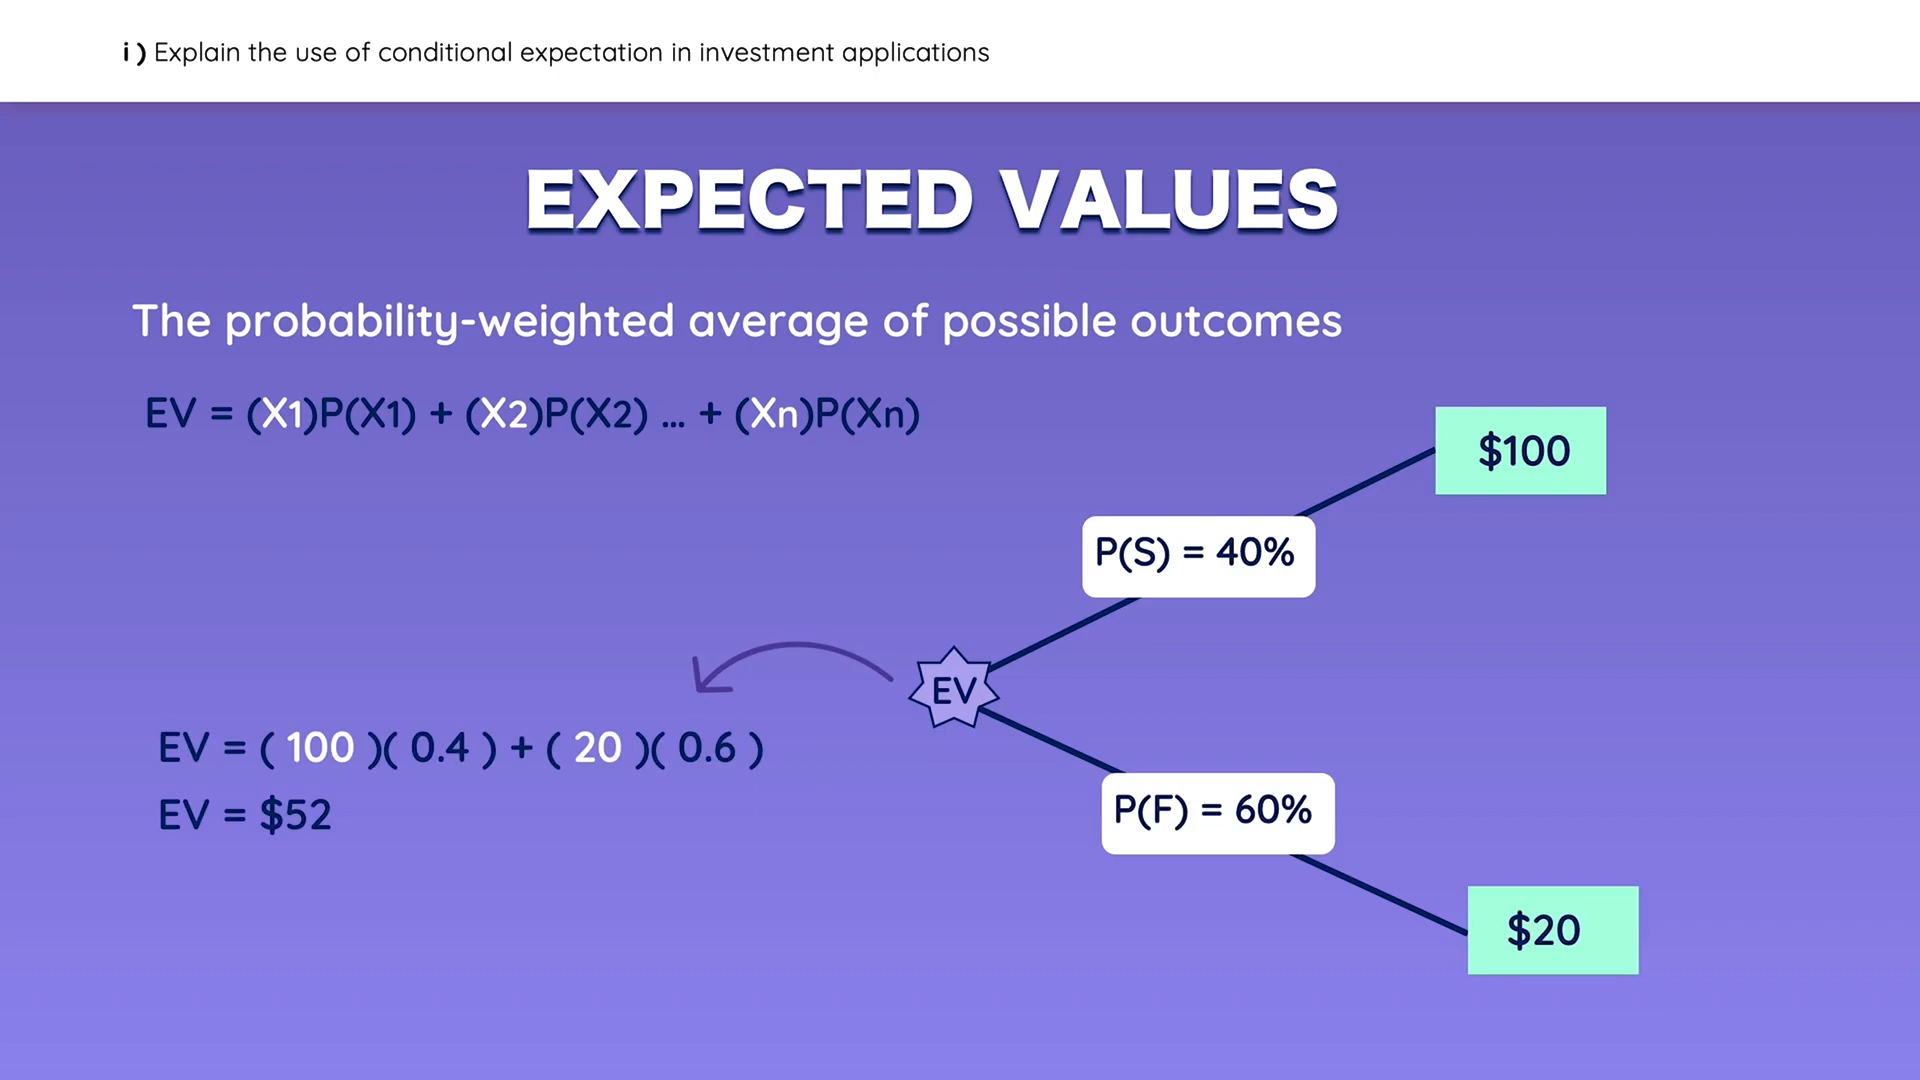 i ) Explain the use of conditional expectation in investment applications
EXPECTED VALUES
The probability-weighted average of possible outcomes
EV = (X1)P(X1) + (X2)P(X2) ... + (Xn)P(Xn)
$100
P(S) = 40%
EV
EV = ( 100 )( 0.4 ) + ( 20 )( 0.6 )
EV = $52
P(F) = 60%
$20